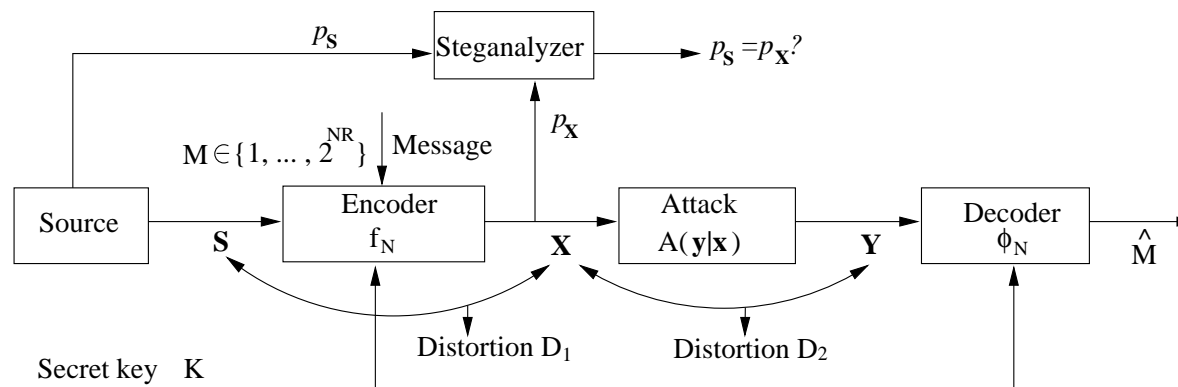 p_S
Steganalyzer
p_S = p_X ?
p_X
M ∈ {1, ... , 2^NR}
Message
Source
Encoder
f_N
Attack
A(y|x)
Decoder
ϕ_N
S
X
Y
M̂
Distortion D_1
Distortion D_2
Secret key K